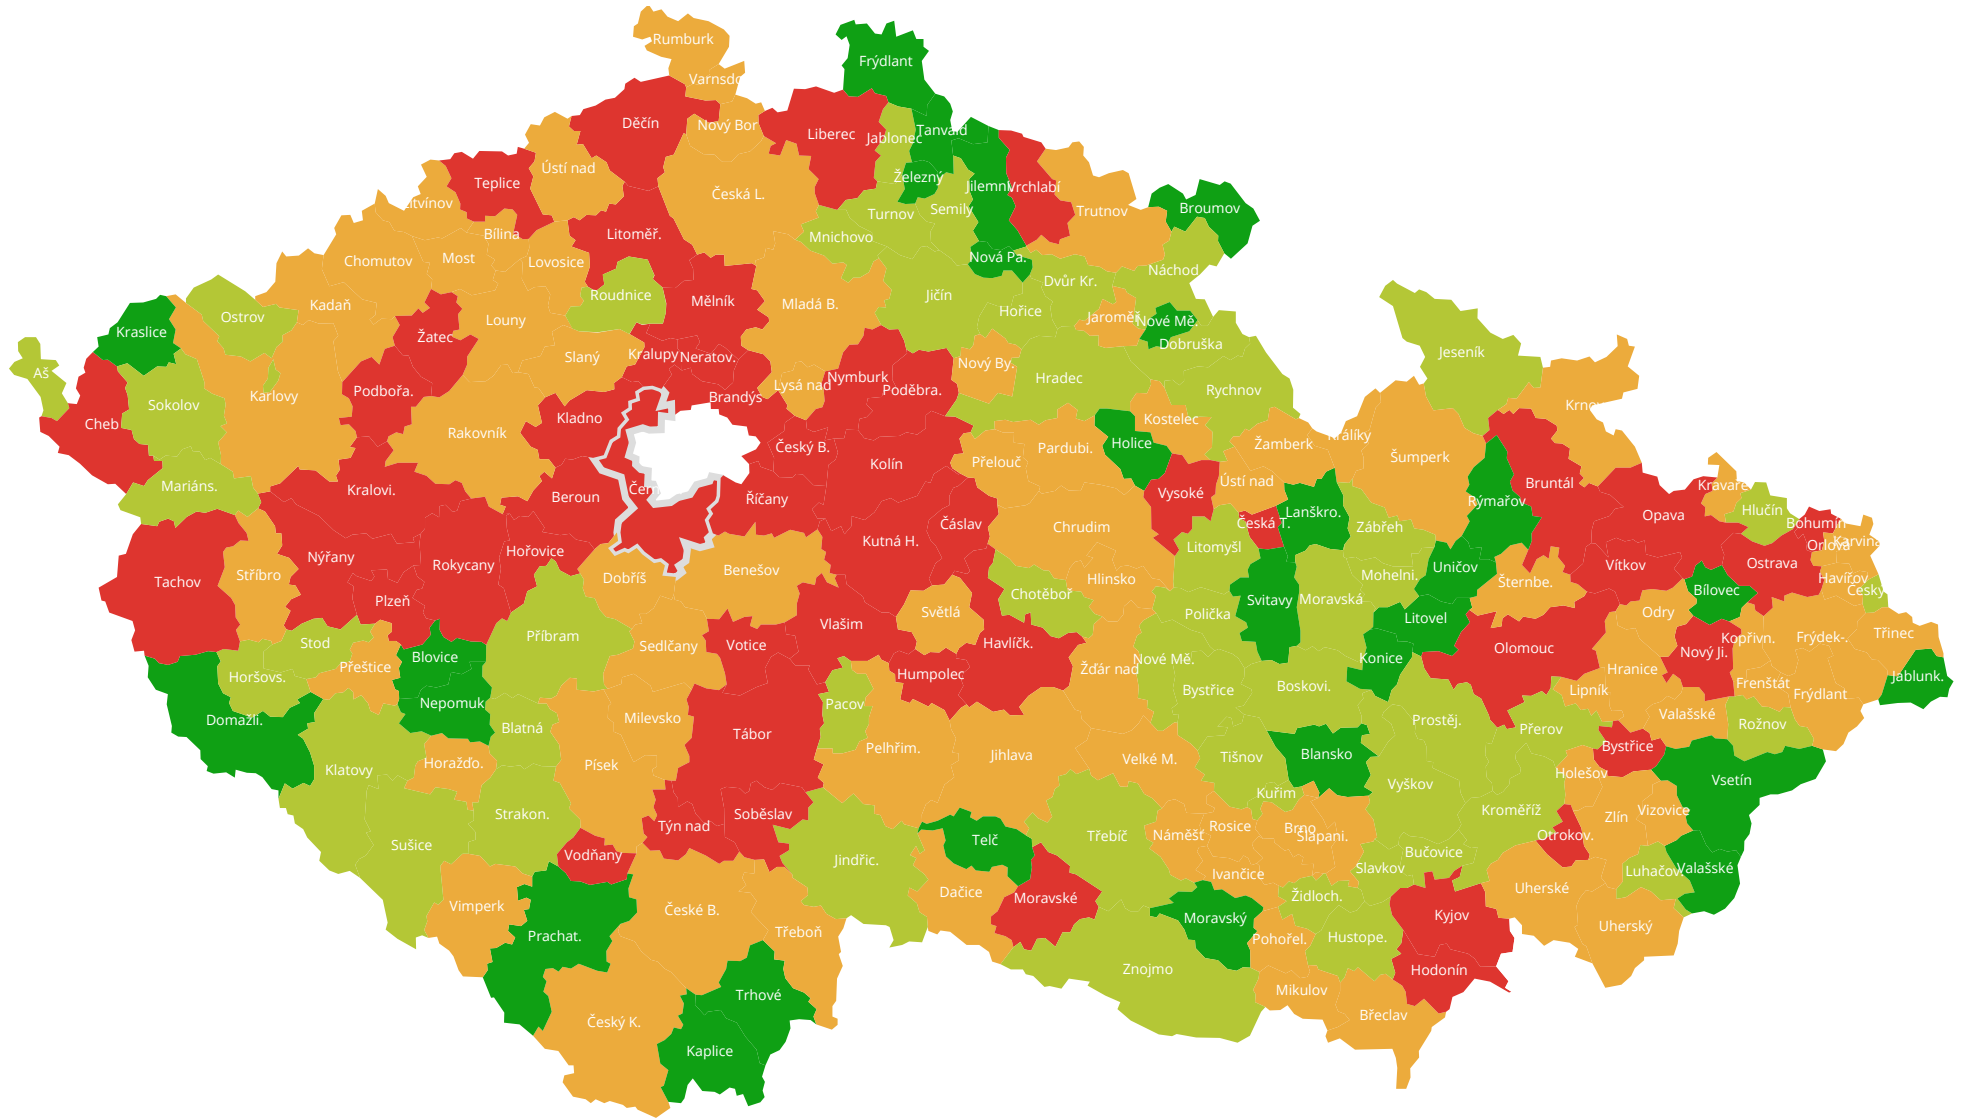 Rumburk
Frýdlant
Varnsdo
Děčín
Nový Bor
Liberec
Jablonec
Tanvald
Ústí nad
Teplice
Česká L.
Železný
Jilemni
Vrchlabí
Litvínov
Turnov
Semily
Trutnov
Broumov
Bílina
Litoměř.
Mnichovo
Chomutov
Most
Lovosice
Nová Pa.
Náchod
Kadaň
Roudnice
Mělník
Mladá B.
Jičín
Dvůr Kr.
Ostrov
Louny
Hořice
Jaroměř
Nové Mě.
Kraslice
Žatec
Dobruška
Slaný
Kralupy
Neratov.
Jeseník
Aš
Nový By.
Podbořa.
Lysá nad
Nymburk
Poděbra.
Hradec
Rychnov
Sokolov
Karlovy
Brandýs
Krnov
Cheb
Rakovník
Kladno
Český B.
Kostelec
Holice
Žamberk
Králíky
Pardubi.
Přelouč
Kolín
Šumperk
Mariáns.
Kralovi.
Beroun
Čern
Říčany
Vysoké
Ústí nad
Bruntál
Kravaře
Rýmařov
Lanškro.
Hlučín
Čáslav
Chrudim
Česká T.
Zábřeh
Opava
Bohumín
Nýřany
Hořovice
Kutná H.
Litomyšl
Orlová
Karviná
Tachov
Stříbro
Rokycany
Dobříš
Benešov
Hlinsko
Mohelni.
Uničov
Šternbe.
Vítkov
Ostrava
Havířov
Plzeň
Chotěboř
Svitavy
Moravská
Bílovec
Český
Světlá
Polička
Litovel
Odry
Příbram
Vlašim
Stod
Sedlčany
Votice
Havlíčk.
Olomouc
Kopřivn.
Frýdek-.
Třinec
Blovice
Přeštice
Nové Mě.
Konice
Nový Ji.
Horšovs.
Humpolec
Žďár nad
Hranice
Jablunk.
Nepomuk
Bystřice
Boskovi.
Lipník
Frenštát
Frýdlant
Domažli.
Blatná
Milevsko
Pacov
Prostěj.
Valašské
Rožnov
Tábor
Přerov
Pelhřim.
Jihlava
Velké M.
Tišnov
Blansko
Bystřice
Klatovy
Horažďo.
Písek
Holešov
Vsetín
Vyškov
Kuřim
Strakon.
Týn nad
Soběslav
Kroměříž
Zlín
Vizovice
Sušice
Vodňany
Jindřic.
Telč
Třebíč
Náměšť
Rosice
Brno
Šlapani.
Otrokov.
Bučovice
Slavkov
Luhačov
Valašské
Ivančice
Vimperk
České B.
Dačice
Moravské
Židloch.
Uherské
Moravský
Kyjov
Prachat.
Třeboň
Pohořel.
Hustope.
Uherský
Znojmo
Hodonín
Trhové
Mikulov
Český K.
Břeclav
Kaplice